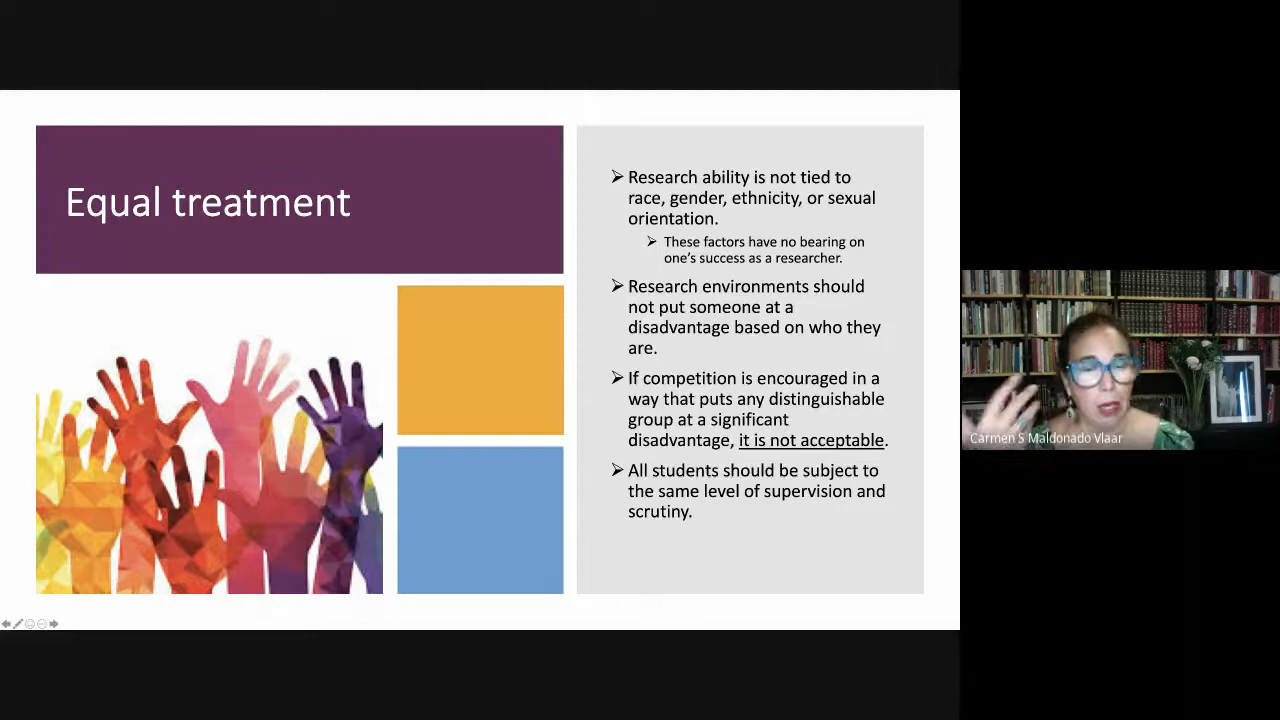 Equal treatment
➢ Research ability is not tied to
race, gender, ethnicity, or sexual
orientation.
➢ These factors have no bearing on
one's success as a researcher.
➢ Research environments should
not put someone at a
disadvantage based on who they
are.
➢ If competition is encouraged in a
way that puts any distinguishable
group at a significant
disadvantage, it is not acceptable.
➢ All students should be subject to
the same level of supervision and
scrutiny.
Carmen S Maldonado Vlaar